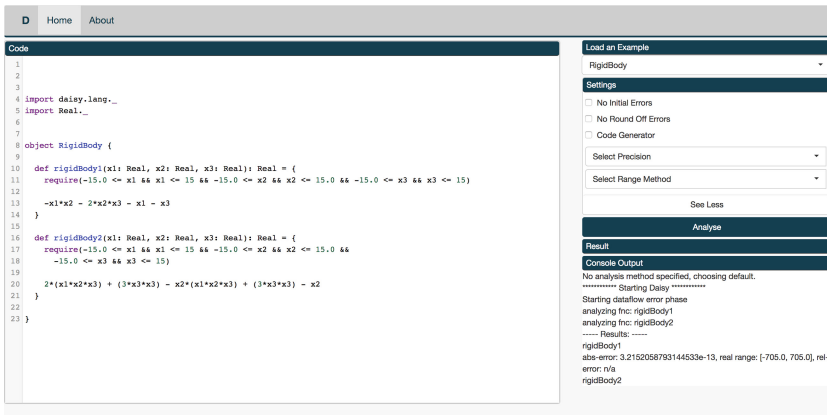 D Home About
Code
1
2
3
4 import daisy.lang._
5 import Real._
6
7
8 object RigidBody {
9
10 def rigidBody1(x1: Real, x2: Real, x3: Real): Real = {
11 require(-15.0 <= x1 && x1 <= 15 && -15.0 <= x2 && x2 <= 15.0 && -15.0 <= x3 && x3 <= 15)
12
13 -x1*x2 - 2*x2*x3 - x1 - x3
14 }
15
16 def rigidBody2(x1: Real, x2: Real, x3: Real): Real = {
17 require(-15.0 <= x1 && x1 <= 15 && -15.0 <= x2 && x2 <= 15.0 &&
18 -15.0 <= x3 && x3 <= 15)
19
20 2*(x1*x2*x3) + (3*x3*x3) - x2*(x1*x2*x3) + (3*x3*x3) - x2
21 }
22
23 }
Load an Example
RigidBody
Settings
No Initial Errors
No Round Off Errors
Code Generator
Select Precision
Select Range Method
See Less
Analyse
Result
Console Output
No analysis method specified, choosing default.
************ Starting Daisy ************
Starting dataflow error phase
analyzing fnc: rigidBody1
analyzing fnc: rigidBody2
----- Results: -----
rigidBody1
abs-error: 3.2152058793144533e-13, real range: [-705.0, 705.0], rel-
error: n/a
rigidBody2